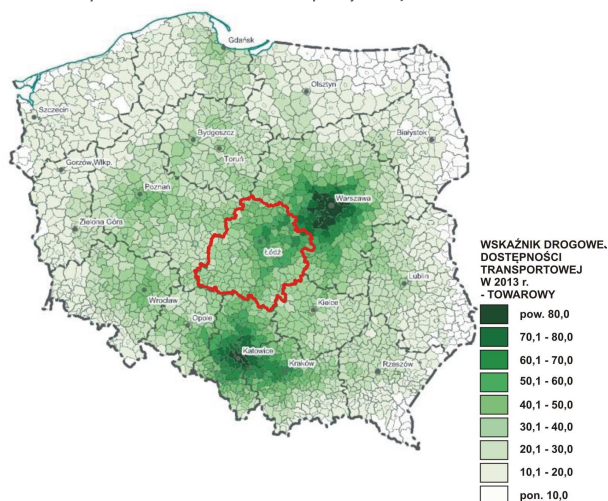 Gdańsk
Olsztyn
Szczecin
Bydgoszcz
Białystok
Toruń
Gorzów Wlkp.
Poznań
Warszawa
Zielona Góra
Łódź
Lublin
Wrocław
Kielce
Opole
Katowice
Kraków
Rzeszów
WSKAŹNIK DROGOWEJ
DOSTĘPNOŚCI
TRANSPORTOWEJ
W 2013 r.
- TOWAROWY
pow. 80,0
70,1 - 80,0
60,1 - 70,0
50,1 - 60,0
40,1 - 50,0
30,1 - 40,0
20,1 - 30,0
10,1 - 20,0
pon. 10,0